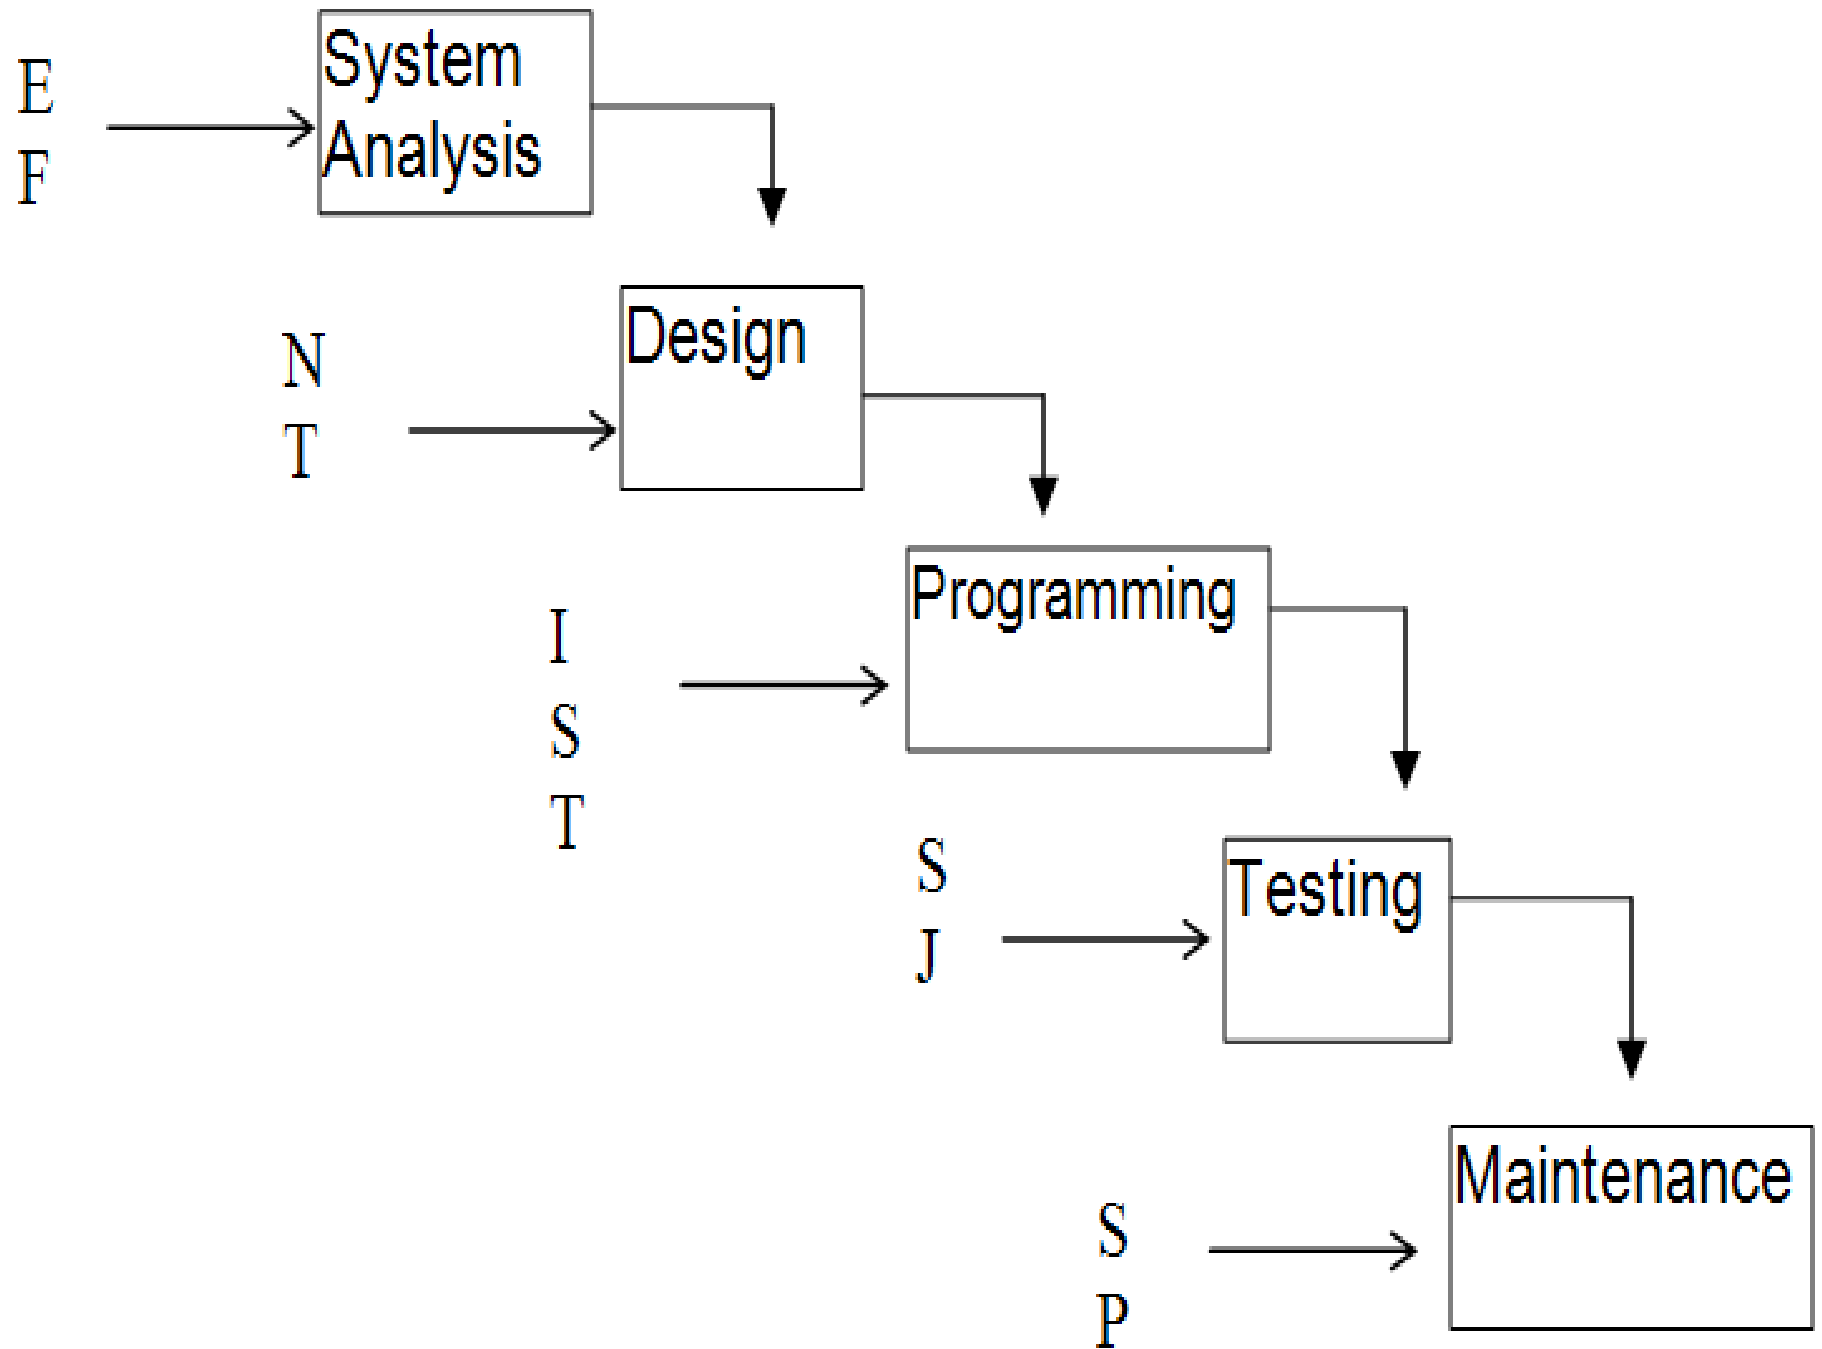 E
F
System
Analysis
N
T
Design
I
S
T
Programming
S
J
Testing
S
P
Maintenance